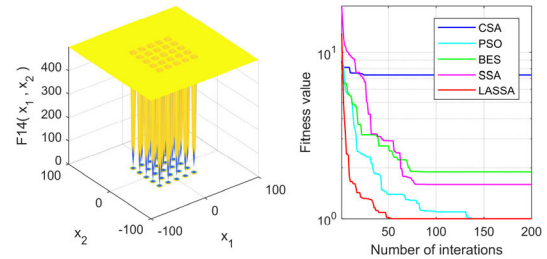 500
400
300
200
100
0
F14( x1 , x2 )
100
0
-100
x2
-100
0
100
x1
10^1
10^0
Fitness value
CSA
PSO
BES
SSA
LASSA
50
100
150
200
Number of interations